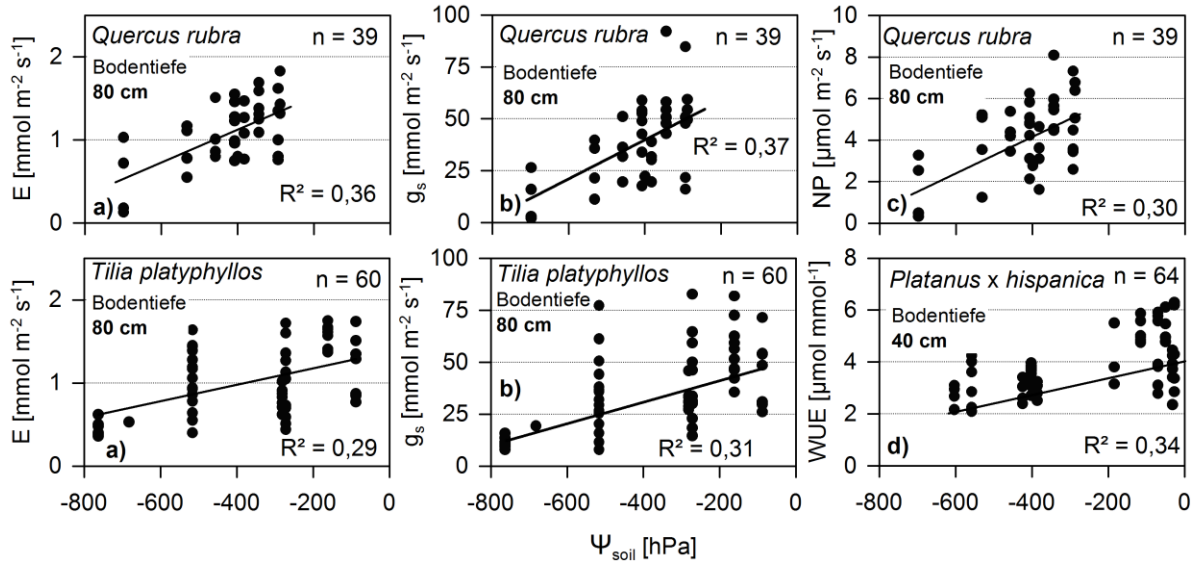 E [mmol m⁻² s⁻¹]
2
1
0
Quercus rubra
n = 39
Bodentiefe
80 cm
R² = 0,36
a)
gₛ [mmol m⁻² s⁻¹]
100
75
50
25
0
Quercus rubra
n = 39
Bodentiefe
80 cm
R² = 0,37
b)
NP [µmol m⁻² s⁻¹]
10
8
6
4
2
0
Quercus rubra
n = 39
Bodentiefe
80 cm
R² = 0,30
c)
E [mmol m⁻² s⁻¹]
2
1
0
Tilia platyphyllos
n = 60
Bodentiefe
80 cm
R² = 0,29
a)
-800 -600 -400 -200 0
gₛ [mmol m⁻² s⁻¹]
100
75
50
25
0
Tilia platyphyllos
n = 60
Bodentiefe
80 cm
b)
R² = 0,31
-800 -600 -400 -200 0
WUE [µmol mmol⁻¹]
8
6
4
2
0
Platanus x hispanica n = 64
Bodentiefe
40 cm
d)
R² = 0,34
-800 -600 -400 -200 0
Ψsoil [hPa]